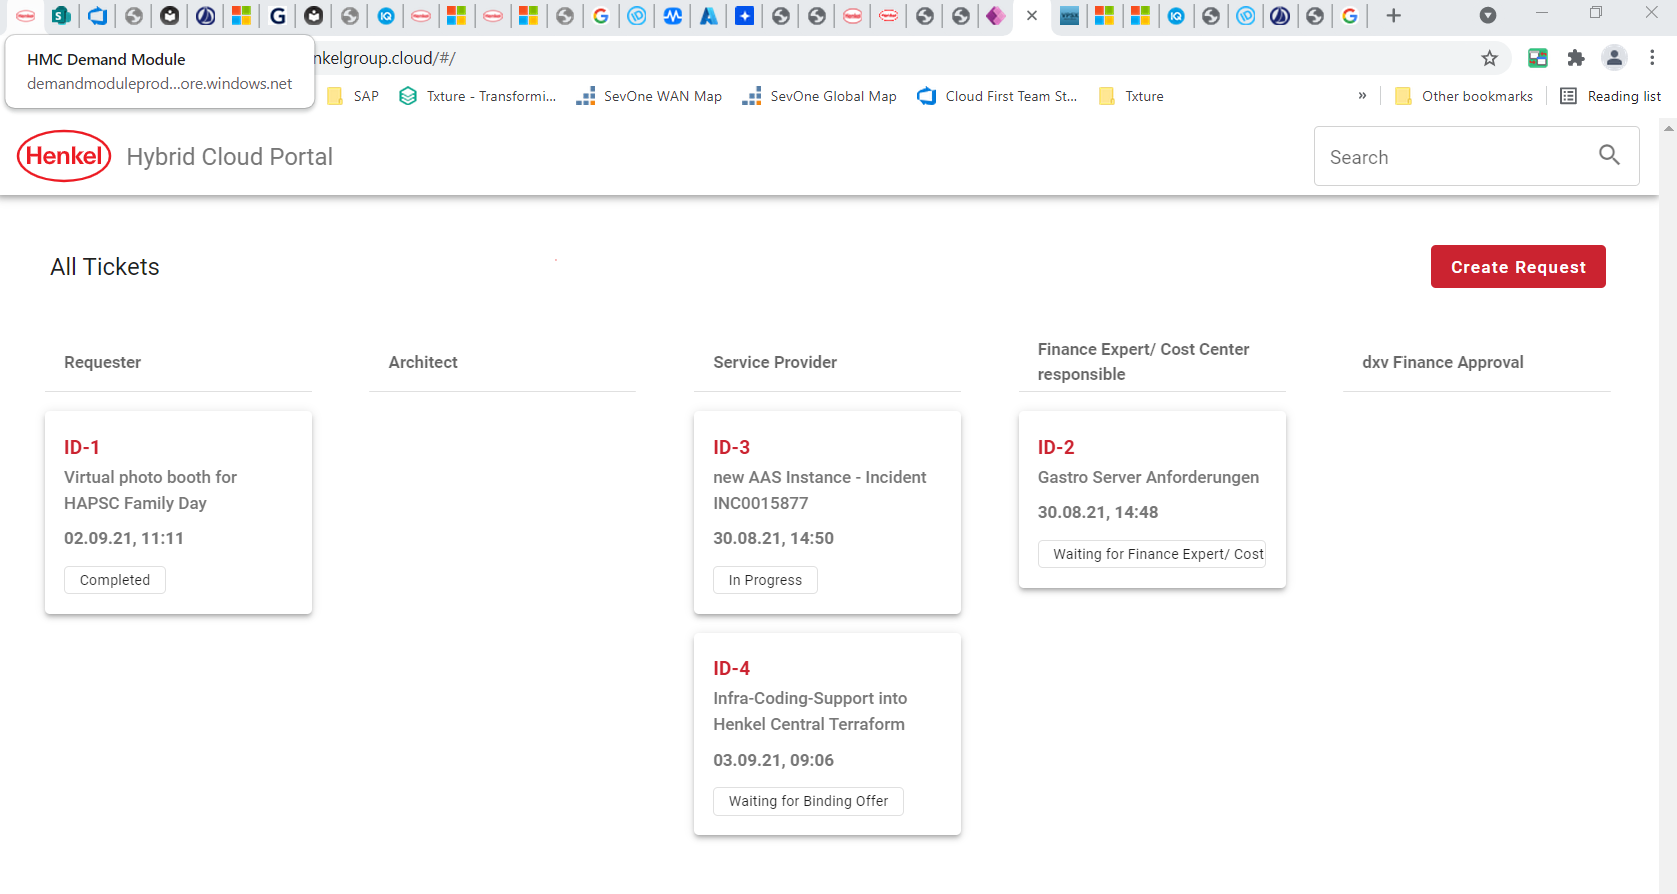 HMC Demand Module
demandmoduleprod...ore.windows.net
nkelgroup.cloud/#/
SAP
Txture - Transformi...
SevOne WAN Map
SevOne Global Map
Cloud First Team St...
Txture
»
Other bookmarks
Reading list
Henkel
Hybrid Cloud Portal
Search
All Tickets
Create Request
Requester
Architect
Service Provider
Finance Expert/ Cost Center
responsible
dxv Finance Approval
ID-1
Virtual photo booth for
HAPSC Family Day
02.09.21, 11:11
Completed
ID-3
new AAS Instance - Incident
INC0015877
30.08.21, 14:50
In Progress
ID-4
Infra-Coding-Support into
Henkel Central Terraform
03.09.21, 09:06
Waiting for Binding Offer
ID-2
Gastro Server Anforderungen
30.08.21, 14:48
Waiting for Finance Expert/ Cost